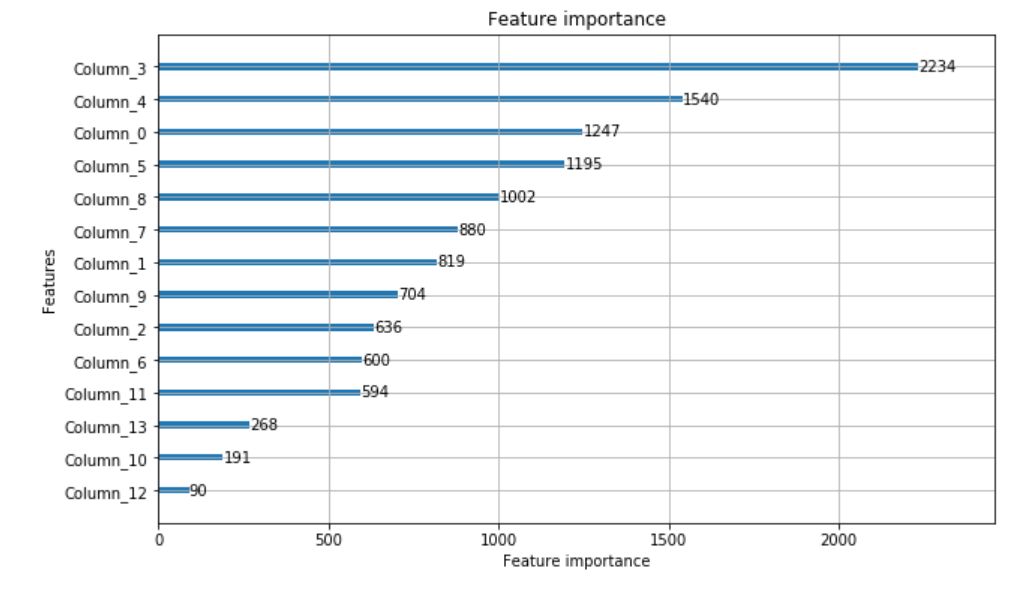 Feature importance
Column_3 2234
Column_4 1540
Column_0 1247
Column_5 1195
Column_8 1002
Column_7 880
Column_1 819
Column_9 704
Column_2 636
Column_6 600
Column_11 594
Column_13 268
Column_10 191
Column_12 90
Features
0 500 1000 1500 2000
Feature importance